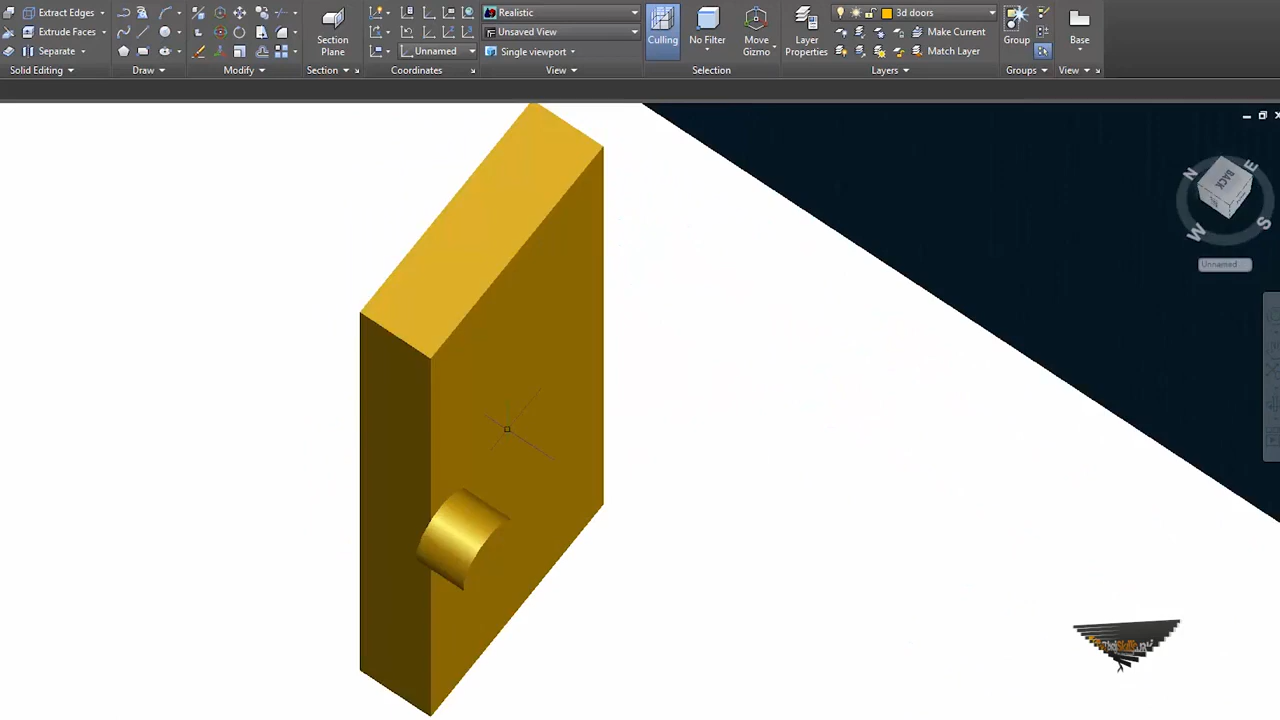 Extract Edges
Realistic
3d doors
Extrude Faces
Unsaved View
Make Current
Separate
Unnamed
Single viewport
Match Layer
Section Plane
Culling
No Filter
Move Gizmo
Layer Properties
Group
Base
Solid Editing
Draw
Modify
Section
Coordinates
View
Selection
Layers
Groups
View
N
E
BACK
W
S
Unnamed